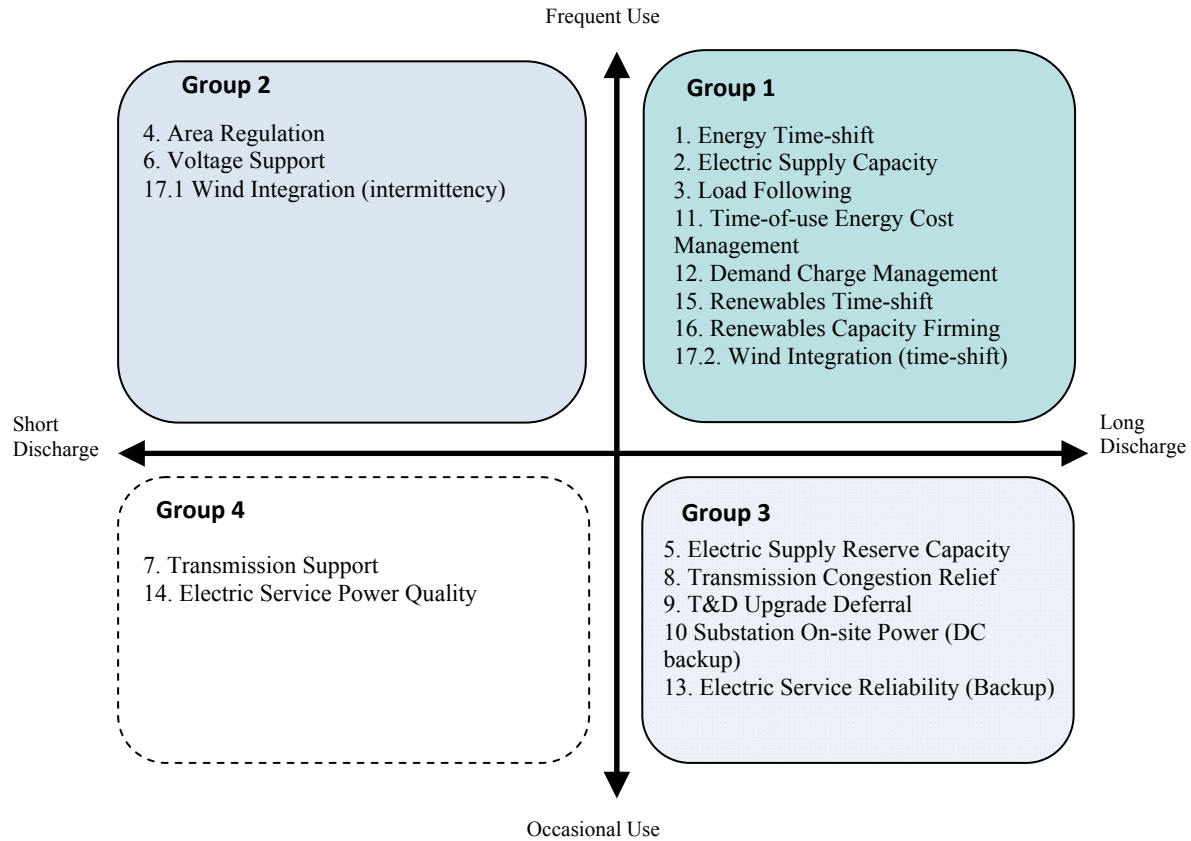 Frequent Use
Group 2
4. Area Regulation
6. Voltage Support
17.1 Wind Integration (intermittency)
Group 1
1. Energy Time-shift
2. Electric Supply Capacity
3. Load Following
11. Time-of-use Energy Cost
Management
12. Demand Charge Management
15. Renewables Time-shift
16. Renewables Capacity Firming
17.2. Wind Integration (time-shift)
Short
Discharge
Long
Discharge
Group 4
7. Transmission Support
14. Electric Service Power Quality
Group 3
5. Electric Supply Reserve Capacity
8. Transmission Congestion Relief
9. T&D Upgrade Deferral
10 Substation On-site Power (DC
backup)
13. Electric Service Reliability (Backup)
Occasional Use